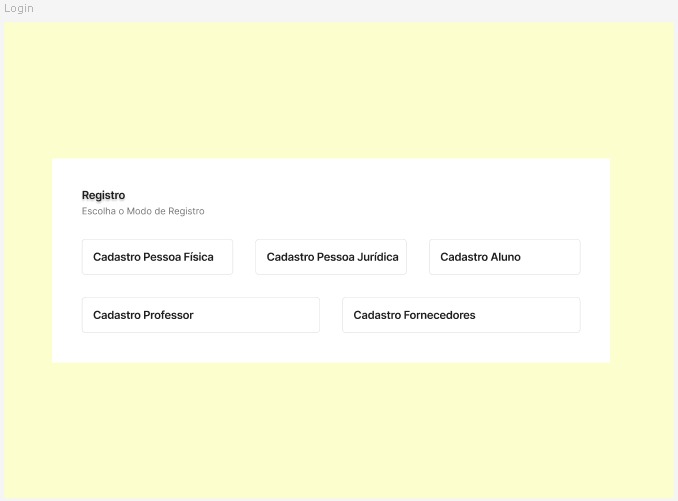 Login
Registro
Escolha o Modo de Registro
Cadastro Pessoa Física
Cadastro Pessoa Jurídica
Cadastro Aluno
Cadastro Professor
Cadastro Fornecedores